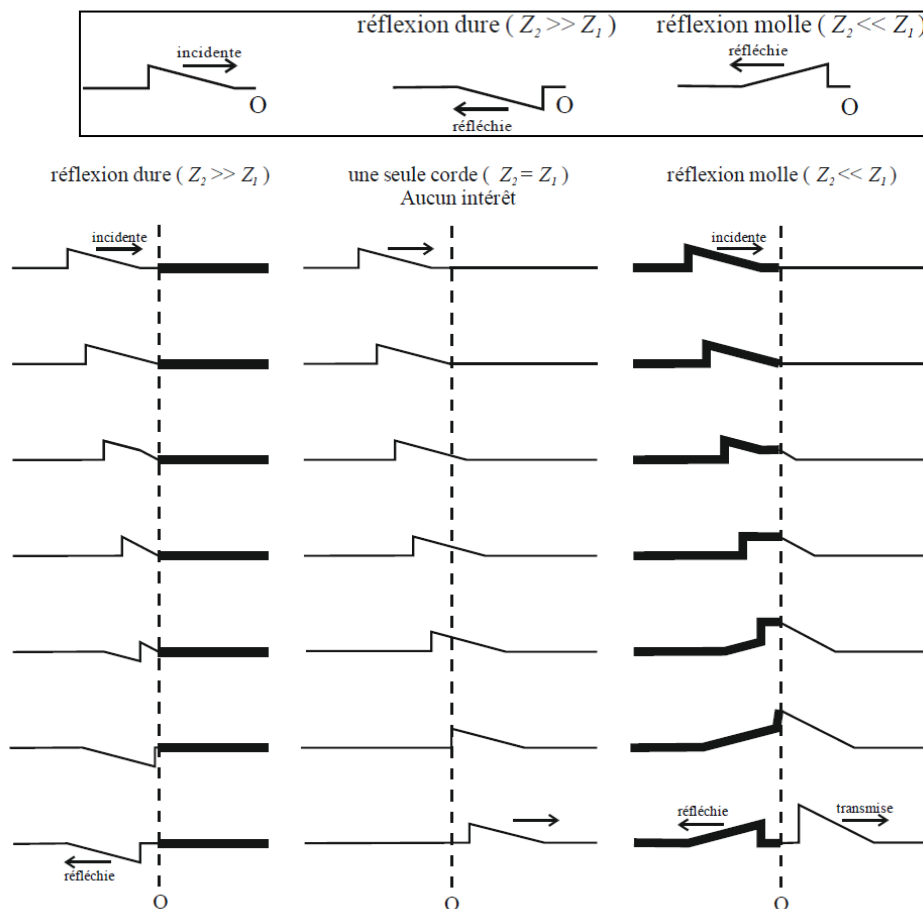 réflexion dure ( Z₂ >> Z₁ )
réflexion molle ( Z₂ << Z₁ )
incidente
O
réfléchie
O
réfléchie
O
réflexion dure ( Z₂ >> Z₁ )
une seule corde ( Z₂ = Z₁ )
Aucun intérêt
réflexion molle ( Z₂ << Z₁ )
incidente
incidente
réfléchie
réfléchie
transmise
O
O
O